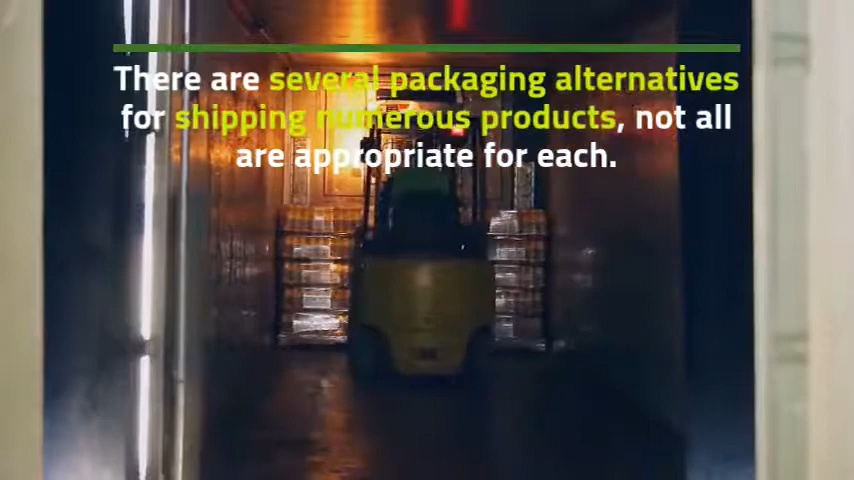 There are several packaging alternatives
for shipping numerous products, not all
are appropriate for each.